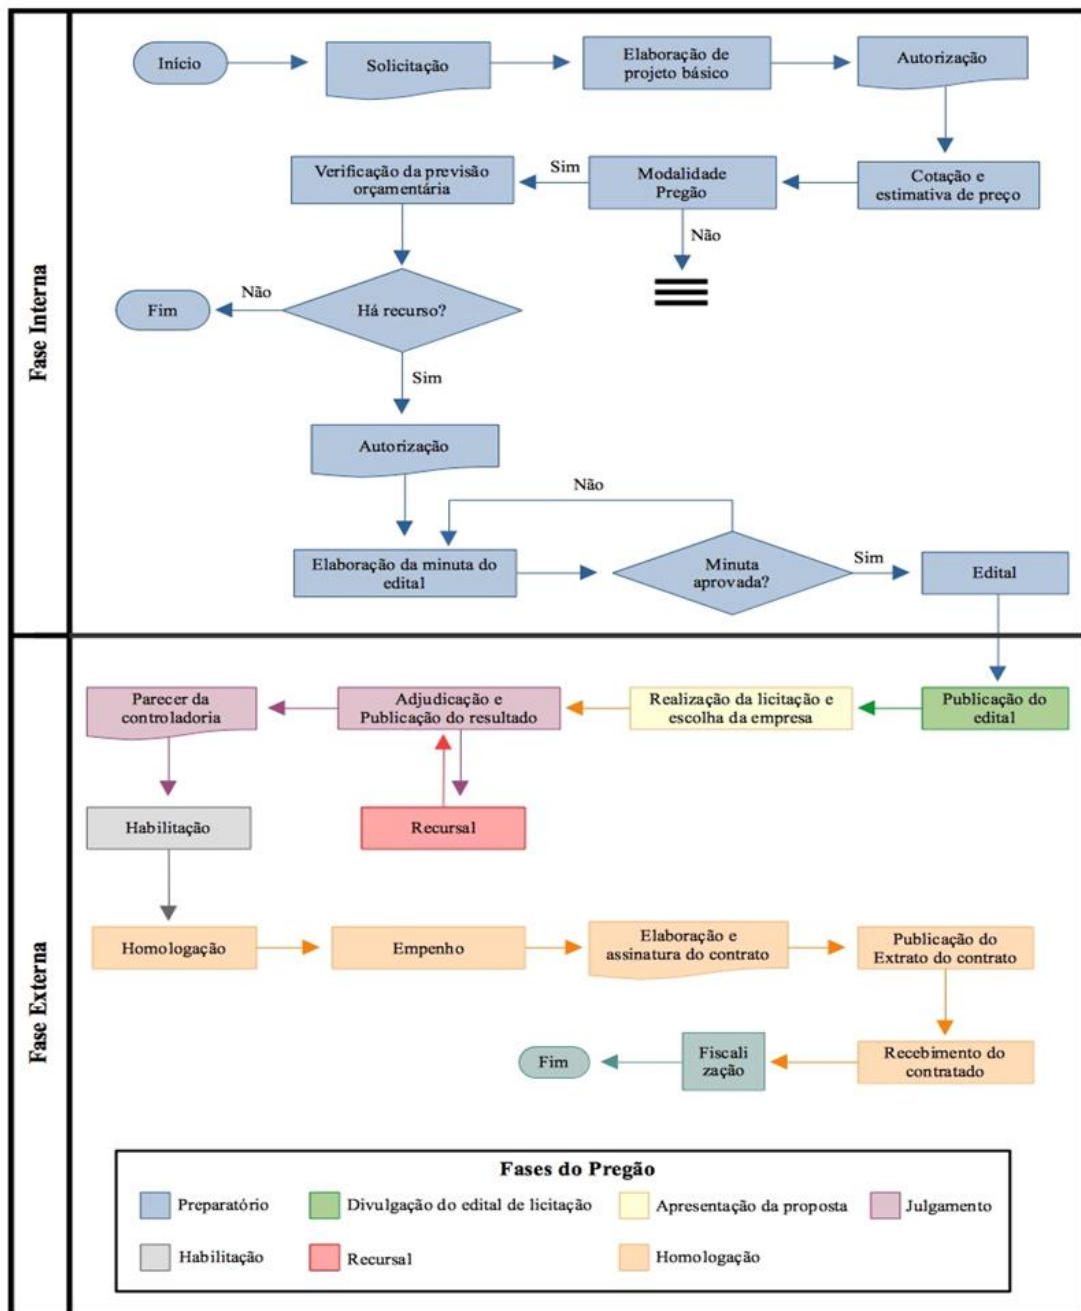 Fase Interna
Início
Solicitação
Elaboração de
projeto básico
Autorização
Verificação da previsão
orçamentária
Sim
Modalidade
Pregão
Cotação e
estimativa de preço
Não
Fim
Não
Há recurso?
Sim
Autorização
Não
Elaboração da minuta do
edital
Minuta
aprovada?
Sim
Edital
Fase Externa
Parecer da
controladoria
Adjudicação e
Publicação do resultado
Realização da licitação e
escolha da empresa
Publicação do
edital
Habilitação
Recursal
Homologação
Empenho
Elaboração e
assinatura do contrato
Publicação do
Extrato do contrato
Fim
Fiscali
zação
Recebimento do
contratado
Fases do Pregão
Preparatório
Divulgação do edital de licitação
Apresentação da proposta
Julgamento
Habilitação
Recursal
Homologação